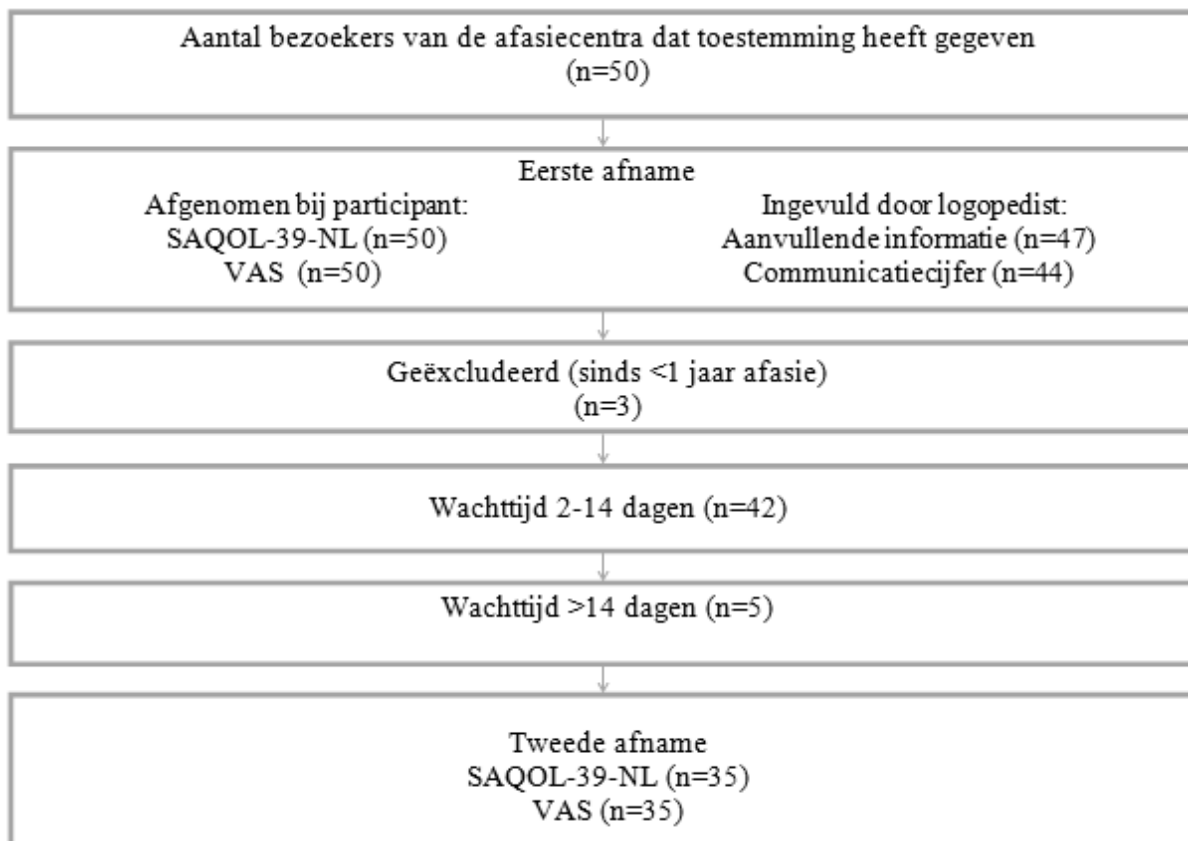 Aantal bezoekers van de afasiecentra dat toestemming heeft gegeven
(n=50)
Eerste afname
Afgenomen bij participant:
SAQOL-39-NL (n=50)
VAS (n=50)
Ingevuld door logopedist:
Aanvullende informatie (n=47)
Communicatiecijfer (n=44)
Geëxcludeerd (sinds <1 jaar afasie)
(n=3)
Wachttijd 2-14 dagen (n=42)
Wachttijd >14 dagen (n=5)
Tweede afname
SAQOL-39-NL (n=35)
VAS (n=35)